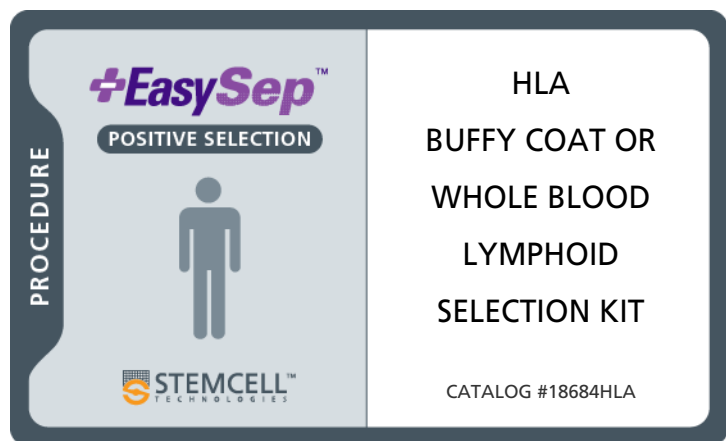 PROCEDURE
EasySep™
POSITIVE SELECTION
STEMCELL™
TECHNOLOGIES
HLA
BUFFY COAT OR
WHOLE BLOOD
LYMPHOID
SELECTION KIT
CATALOG #18684HLA